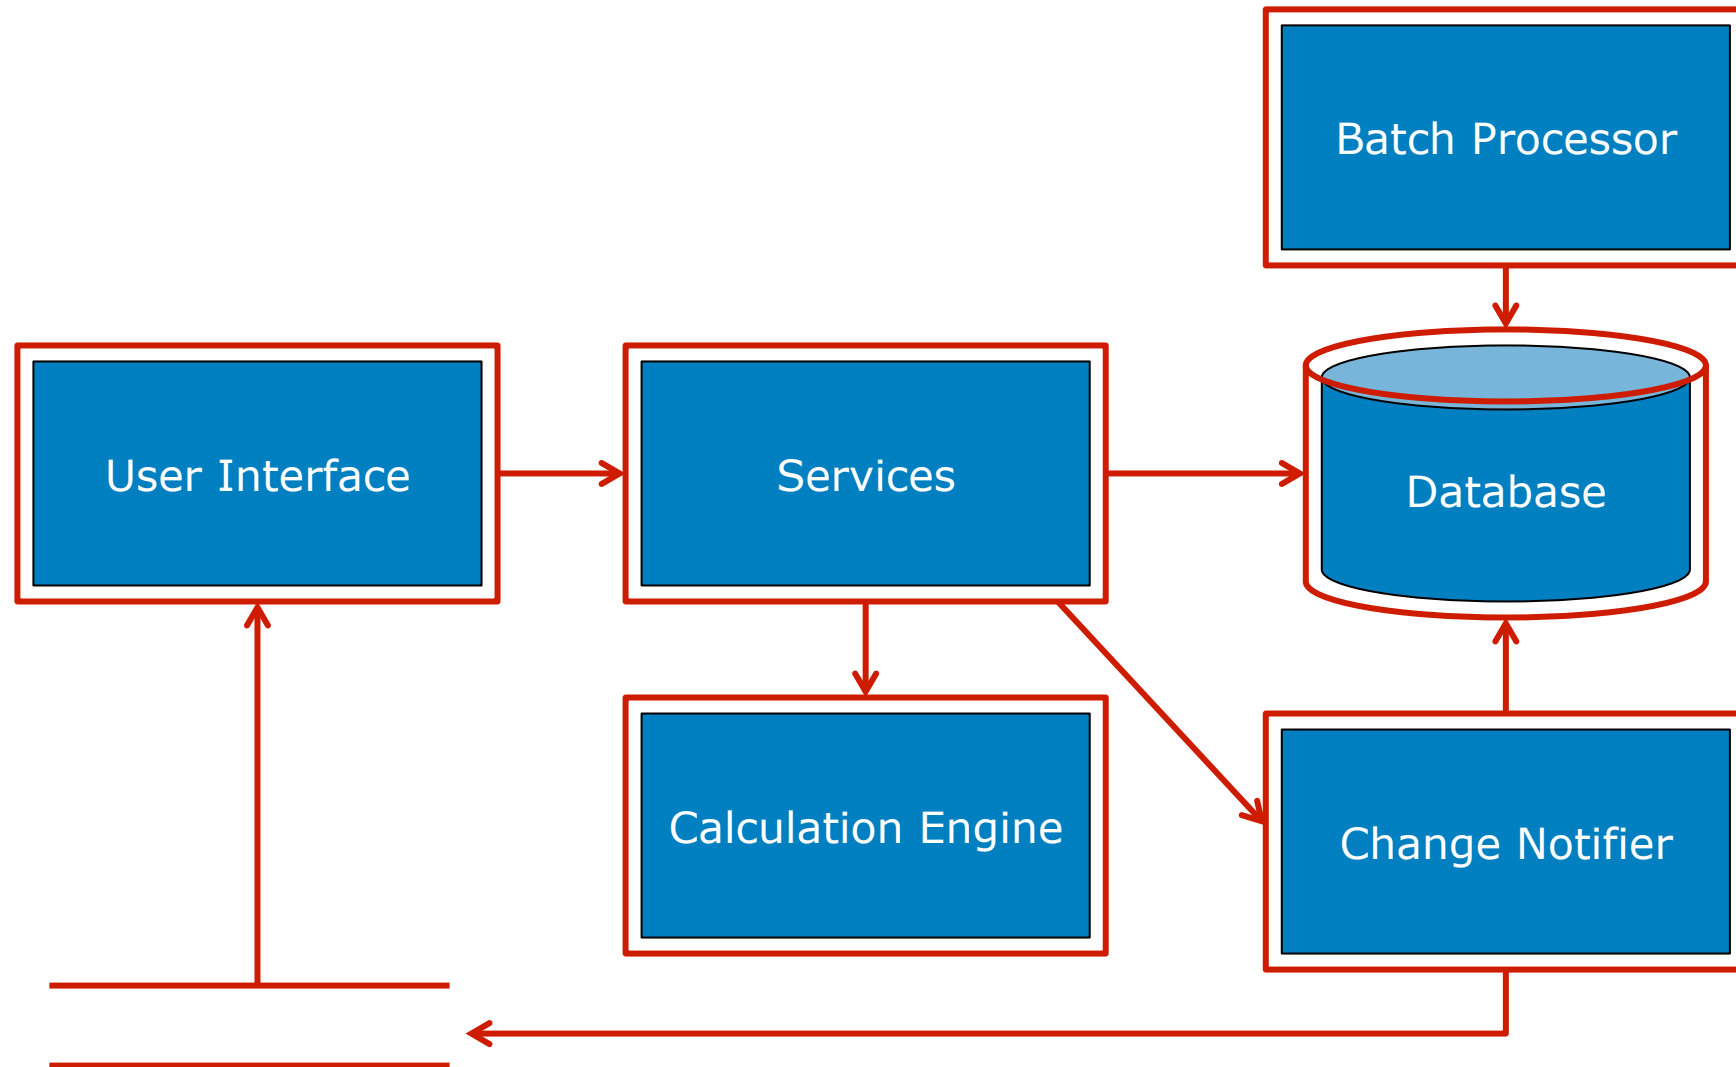 Batch Processor
User Interface
Services
Database
Calculation Engine
Change Notifier